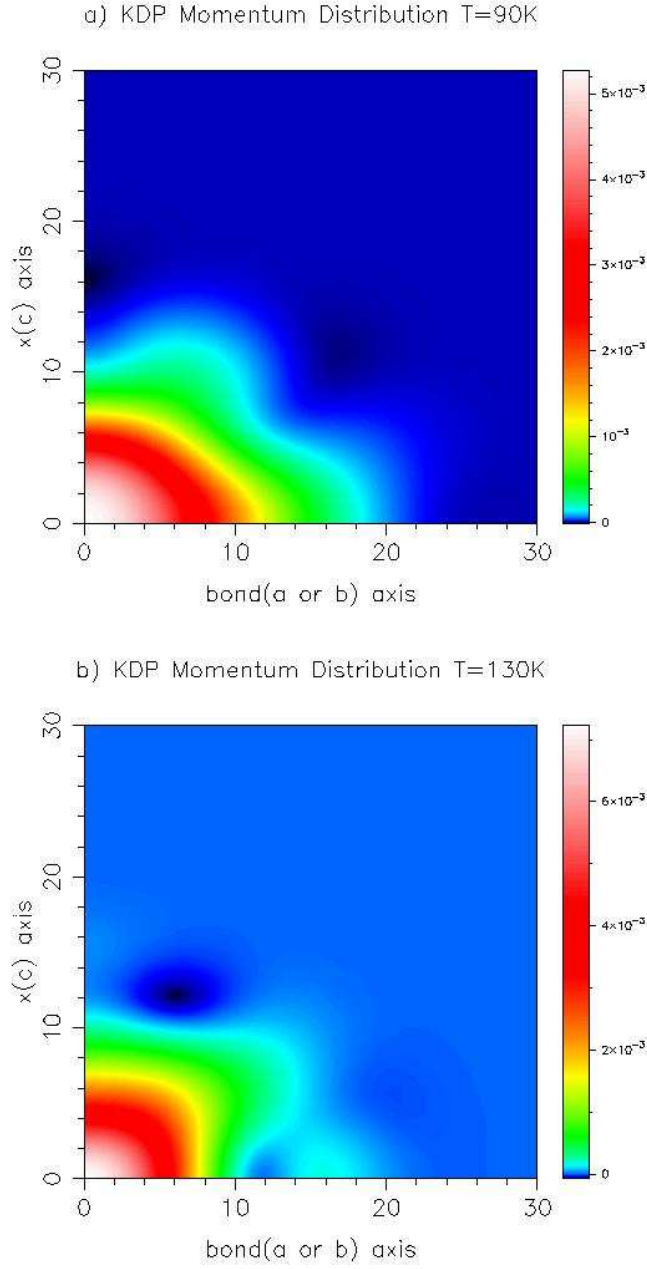 a) KDP Momentum Distribution T=90K
30
20
10
0
x(c) axis
0 10 20 30
bond(a or b) axis
5×10⁻³
4×10⁻³
3×10⁻³
2×10⁻³
10⁻³
0
b) KDP Momentum Distribution T=130K
30
20
10
0
x(c) axis
0 10 20 30
bond(a or b) axis
6×10⁻³
4×10⁻³
2×10⁻³
0